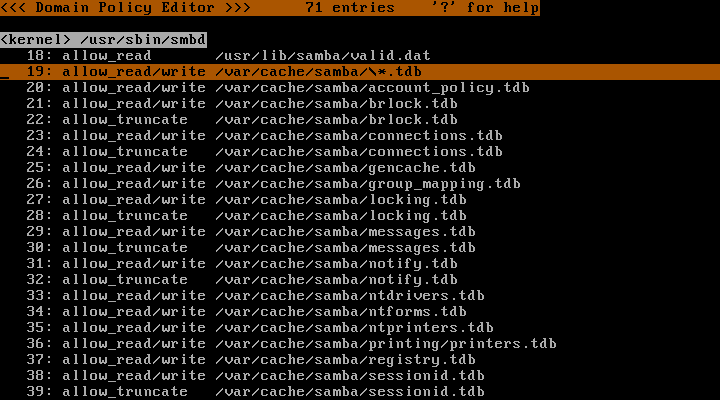 <<< Domain Policy Editor >>>      71 entries    '?' for help
<kernel> /usr/sbin/smbd
18: allow_read       /usr/lib/samba/valid.dat
19: allow_read/write /var/cache/samba/\*.tdb
20: allow_read/write /var/cache/samba/account_policy.tdb
21: allow_read/write /var/cache/samba/brlock.tdb
22: allow_truncate   /var/cache/samba/brlock.tdb
23: allow_read/write /var/cache/samba/connections.tdb
24: allow_truncate   /var/cache/samba/connections.tdb
25: allow_read/write /var/cache/samba/gencache.tdb
26: allow_read/write /var/cache/samba/group_mapping.tdb
27: allow_read/write /var/cache/samba/locking.tdb
28: allow_truncate   /var/cache/samba/locking.tdb
29: allow_read/write /var/cache/samba/messages.tdb
30: allow_truncate   /var/cache/samba/messages.tdb
31: allow_read/write /var/cache/samba/notify.tdb
32: allow_truncate   /var/cache/samba/notify.tdb
33: allow_read/write /var/cache/samba/ntdrivers.tdb
34: allow_read/write /var/cache/samba/ntforms.tdb
35: allow_read/write /var/cache/samba/ntprinters.tdb
36: allow_read/write /var/cache/samba/printing/printers.tdb
37: allow_read/write /var/cache/samba/registry.tdb
38: allow_read/write /var/cache/samba/sessionid.tdb
39: allow_truncate   /var/cache/samba/sessionid.tdb